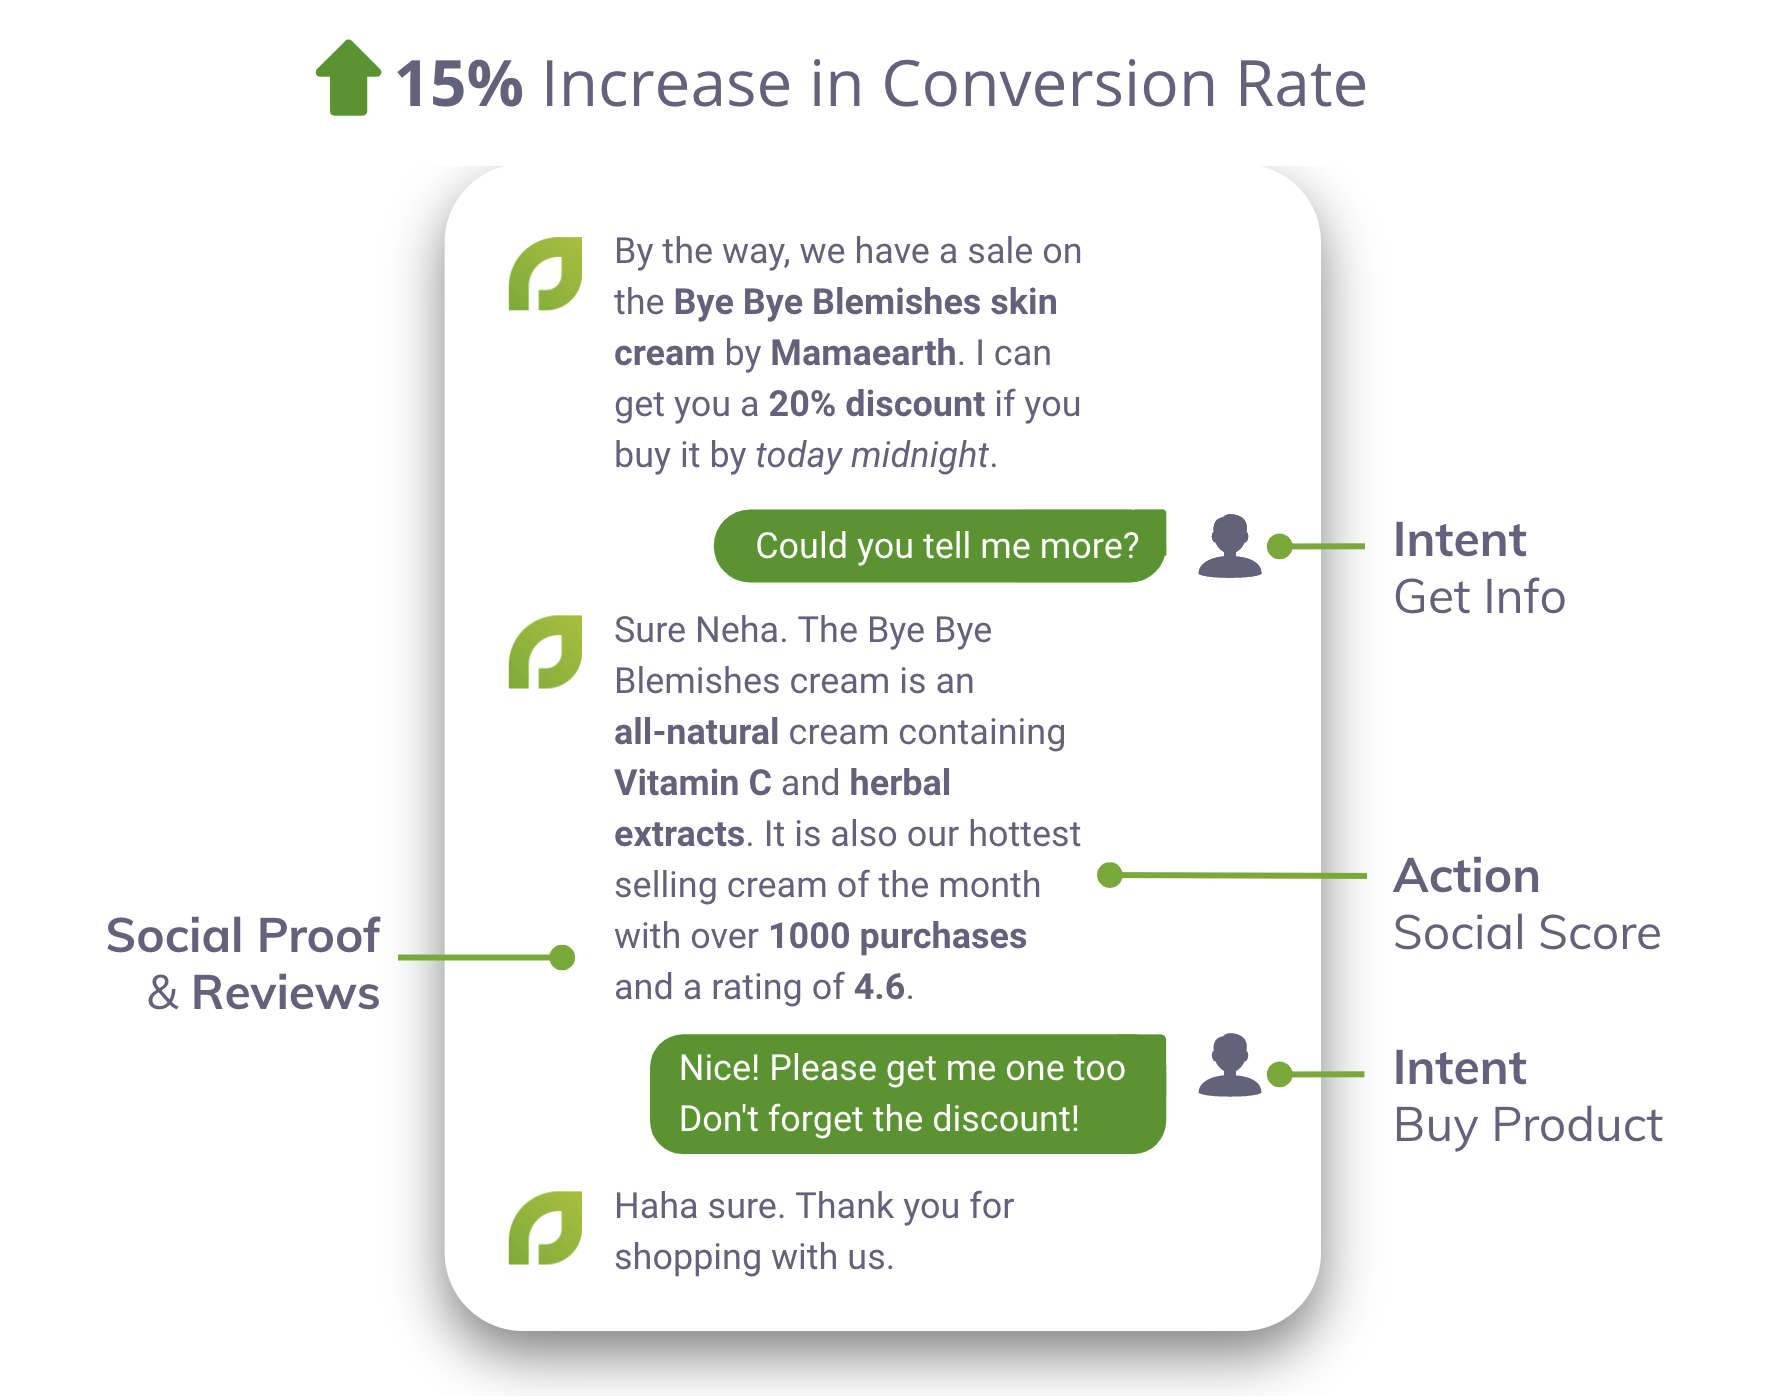 15% Increase in Conversion Rate
By the way, we have a sale on
the Bye Bye Blemishes skin
cream by Mamaearth. I can
get you a 20% discount if you
buy it by today midnight.
Could you tell me more?
Intent
Get Info
Sure Neha. The Bye Bye
Blemishes cream is an
all-natural cream containing
Vitamin C and herbal
extracts. It is also our hottest
selling cream of the month
with over 1000 purchases
and a rating of 4.6.
Action
Social Score
Social Proof
& Reviews
Nice! Please get me one too
Don't forget the discount!
Intent
Buy Product
Haha sure. Thank you for
shopping with us.